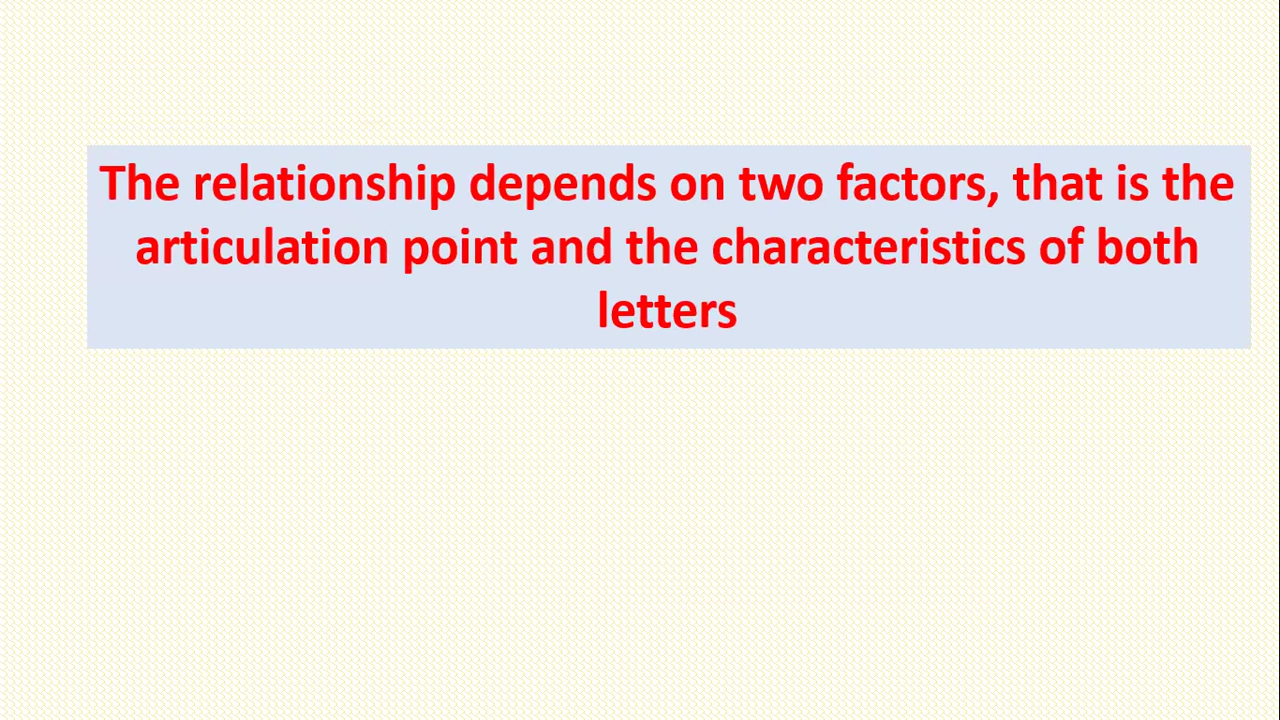 The relationship depends on two factors, that is the
articulation point and the characteristics of both
letters